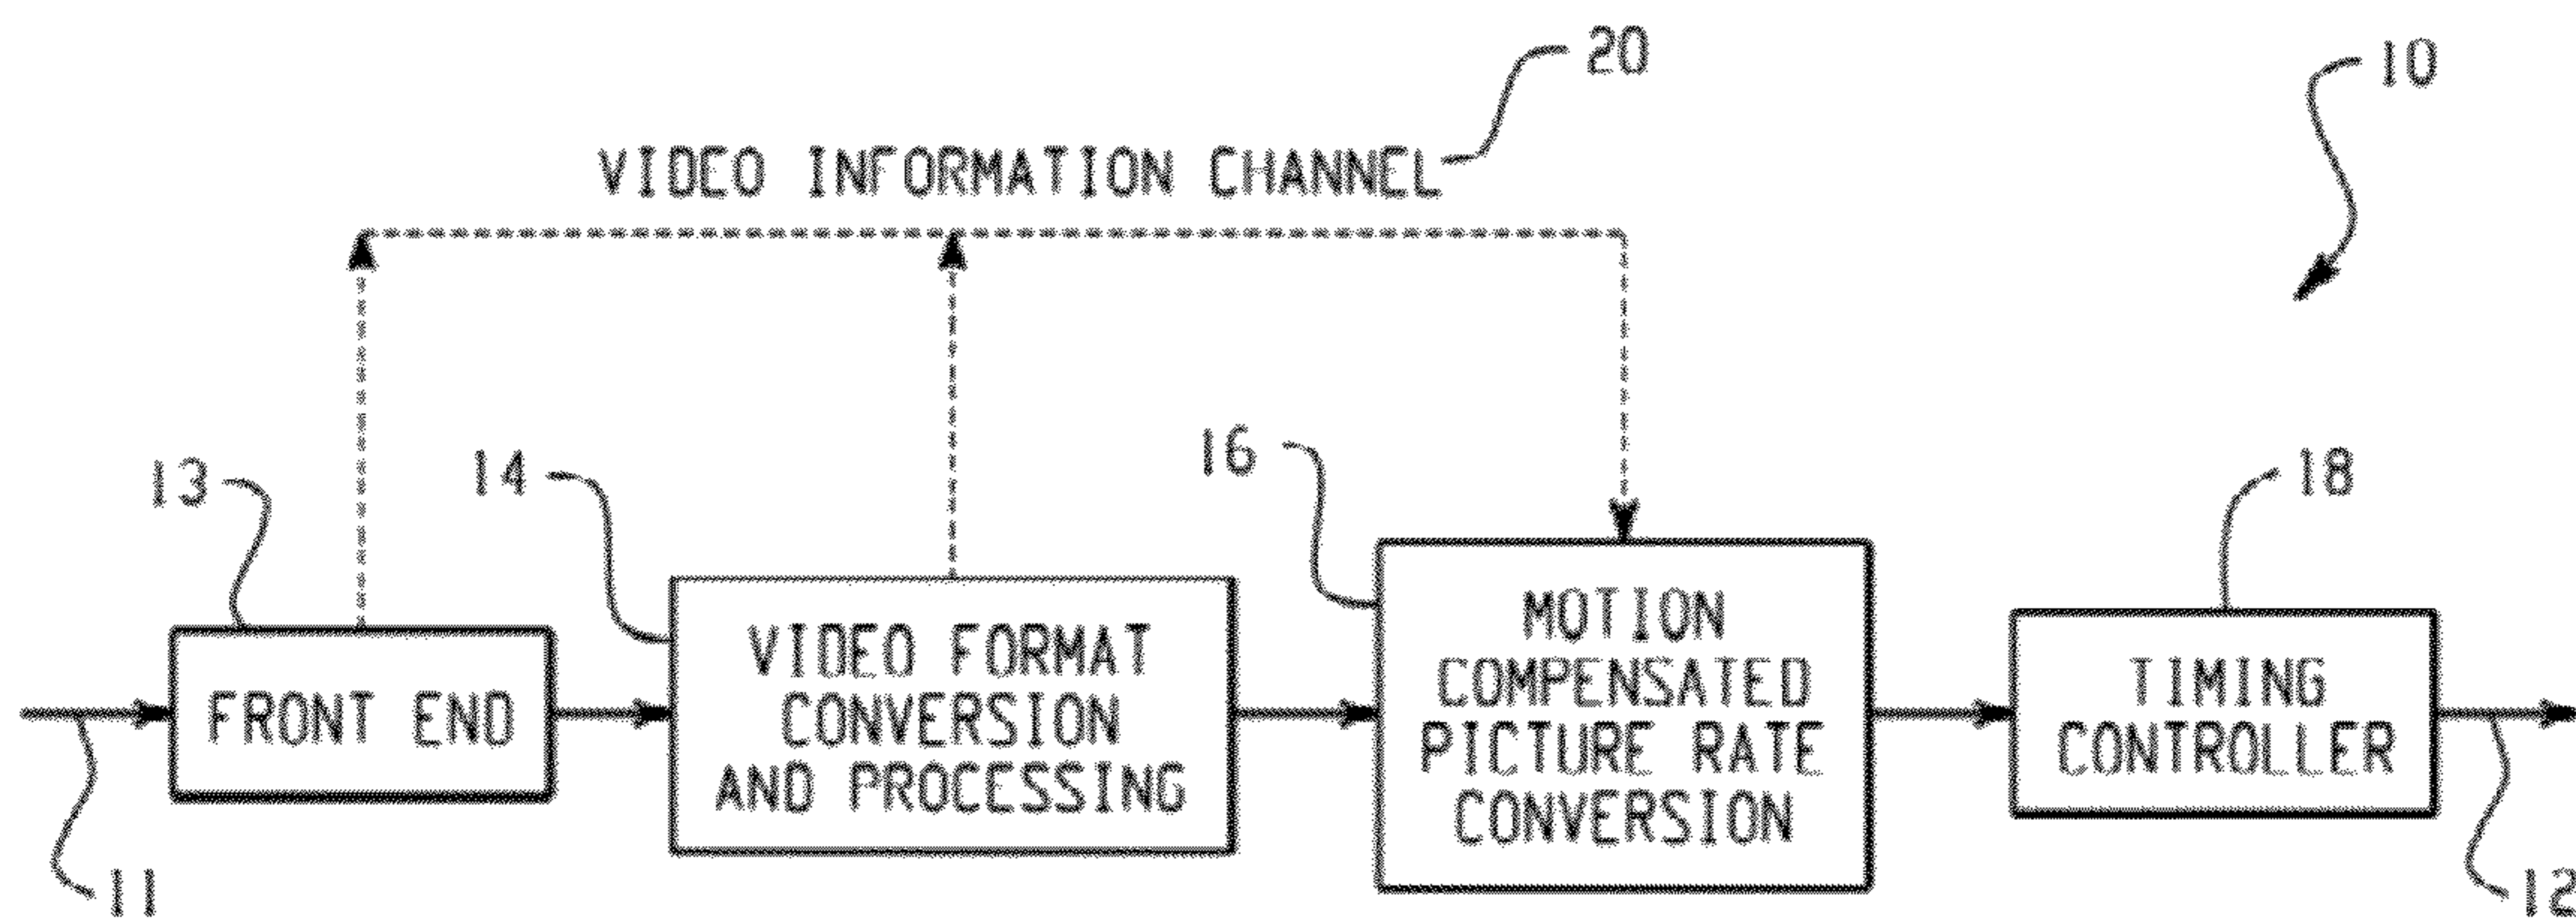 20
10
VIDEO INFORMATION CHANNEL
13
14
16
18
FRONT END
VIDEO FORMAT
CONVERSION
AND PROCESSING
MOTION
COMPENSATED
PICTURE RATE
CONVERSION
TIMING
CONTROLLER
11
12